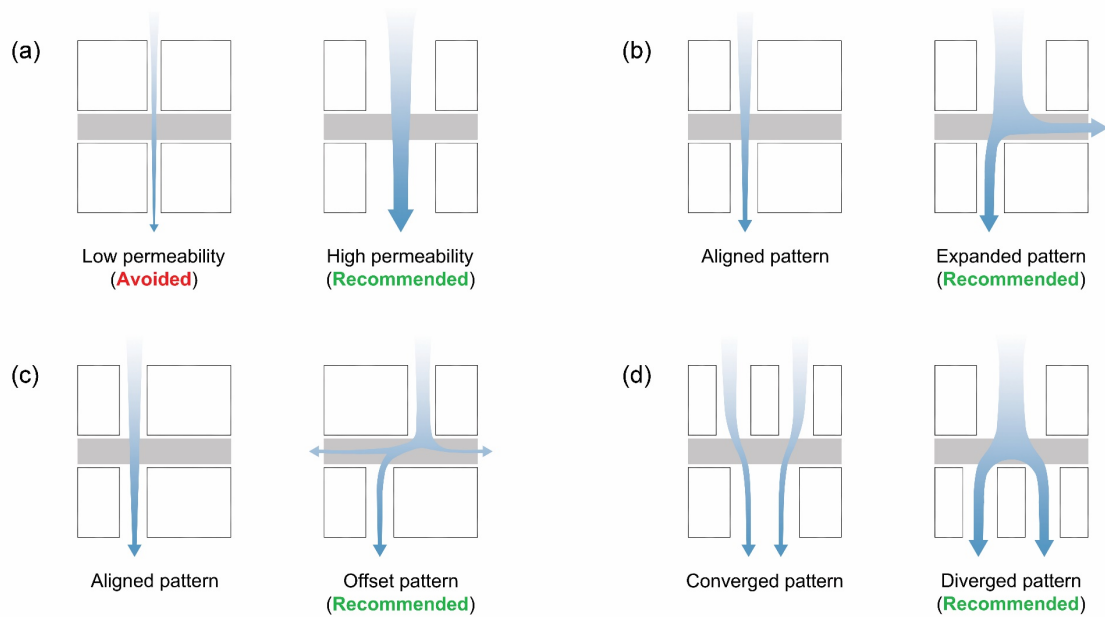 (a)
Low permeability
(Avoided)
High permeability
(Recommended)
(b)
Aligned pattern
Expanded pattern
(Recommended)
(c)
Aligned pattern
Offset pattern
(Recommended)
(d)
Converged pattern
Diverged pattern
(Recommended)